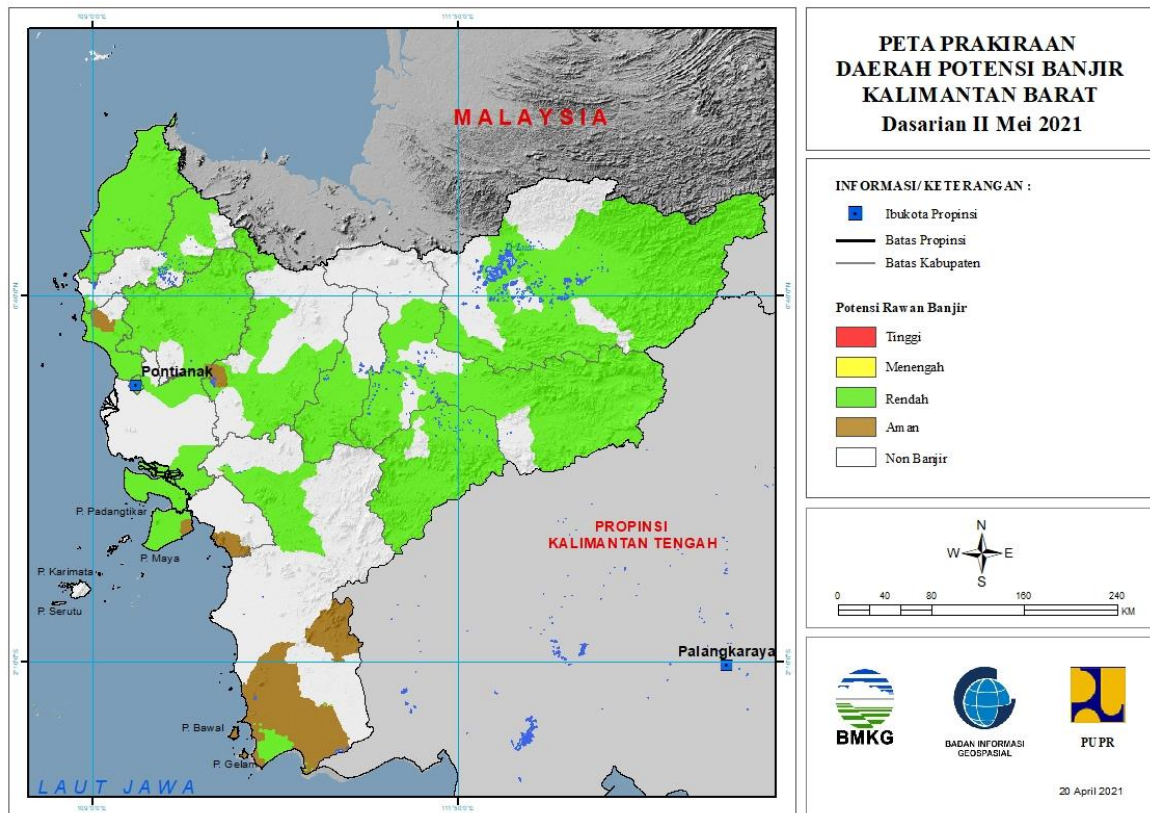 PETA PRAKIRAAN
DAERAH POTENSI BANJIR
KALIMANTAN BARAT
Dasarian II Mei 2021
INFORMASI/ KETERANGAN :
Ibukota Propinsi
Batas Propinsi
Batas Kabupaten
Potensi Rawan Banjir
Tinggi
Menengah
Rendah
Aman
Non Banjir
N
W E
S
0 40 80 160 240
KM
BMKG
BADAN INFORMASI
GEOSPASIAL
PUPR
20 April 2021
MALAYSIA
Pontianak
P. Padangtikar
P. Maya
P. Karimata
P. Serutu
PROPINSI
KALIMANTAN TENGAH
Palangkaraya
P. Bawal
P. Gelam
LAUT JAWA